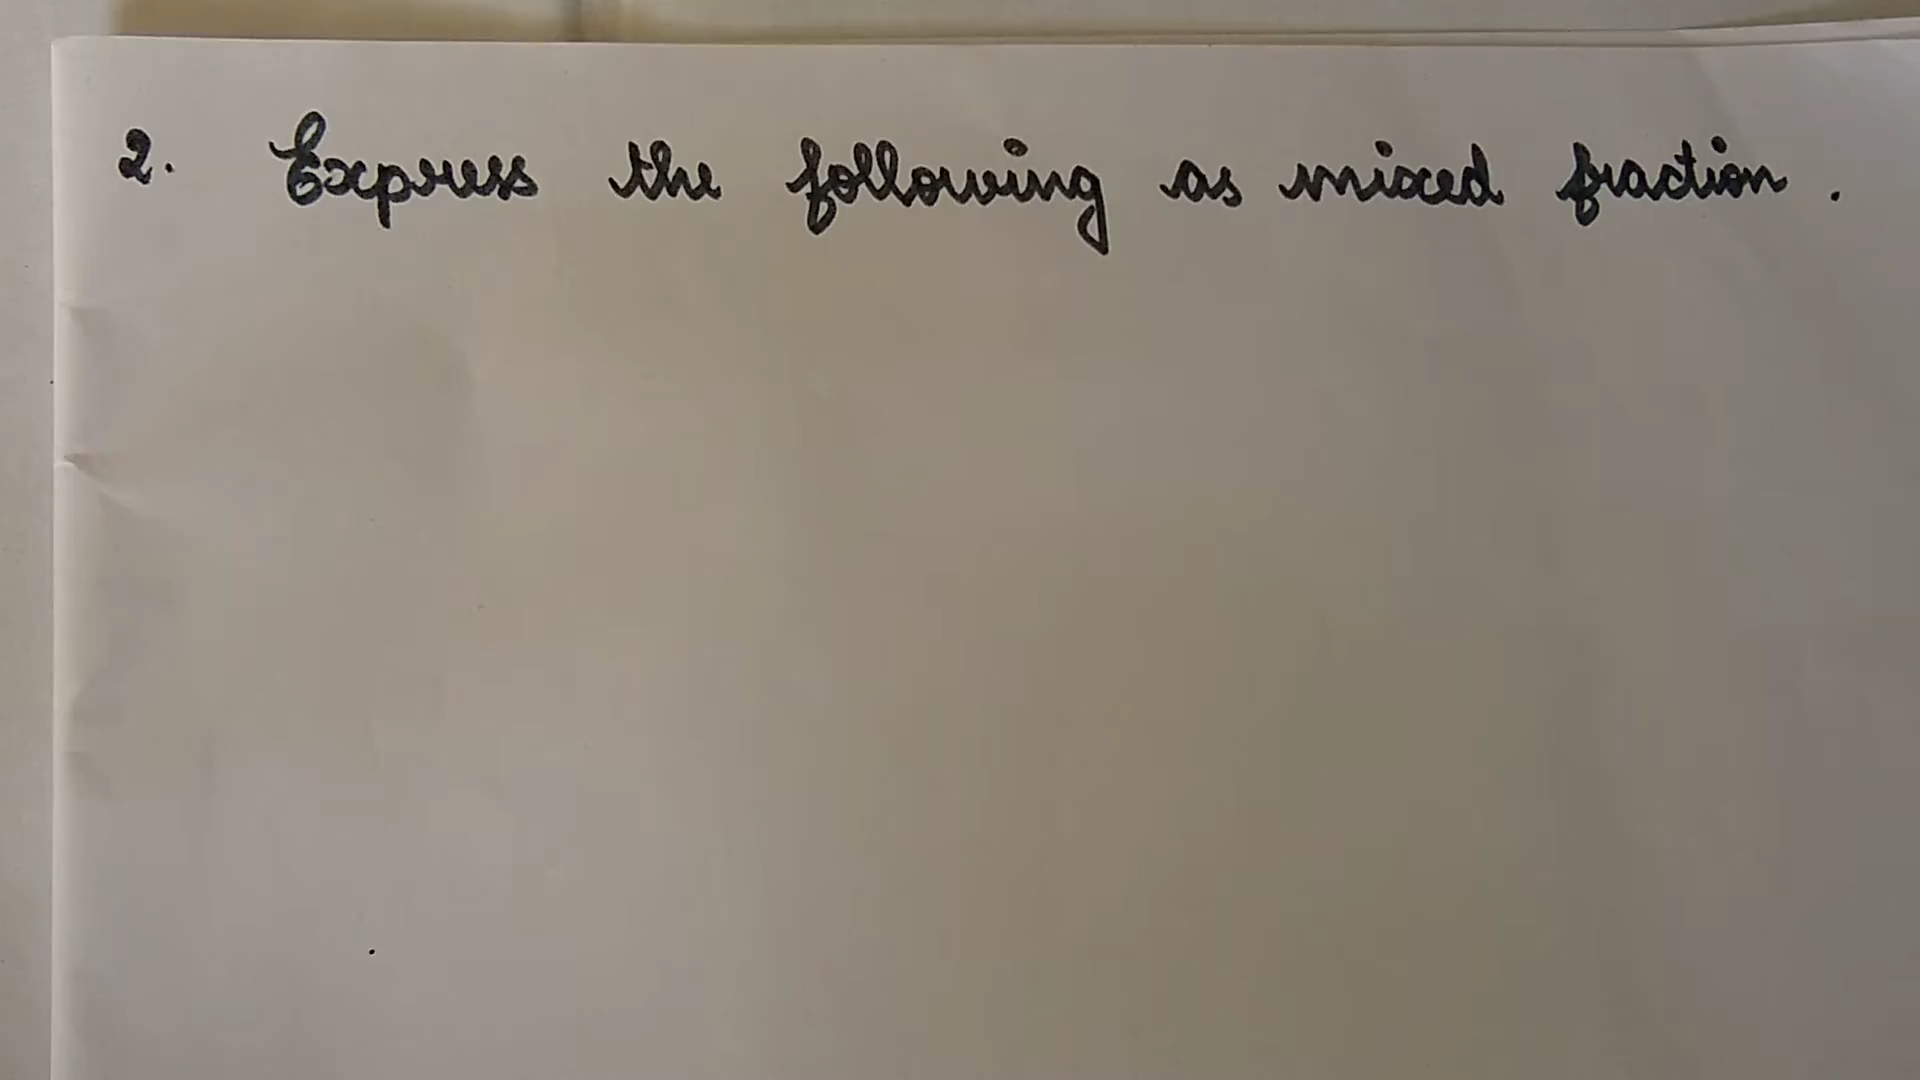 2. Express the following as mixed fraction.